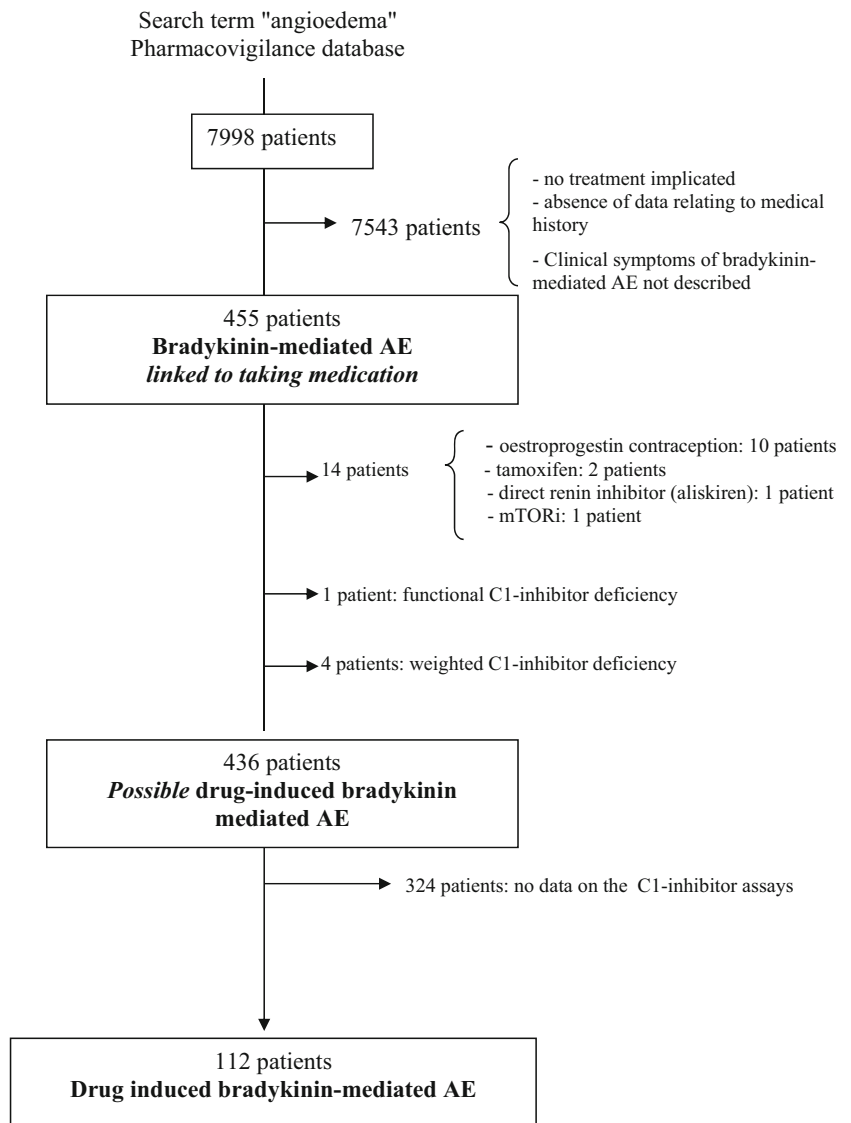 Search term "angioedema"
Pharmacovigilance database
7998 patients
7543 patients
- no treatment implicated
- absence of data relating to medical
history
- Clinical symptoms of bradykinin-
mediated AE not described
455 patients
Bradykinin-mediated AE
linked to taking medication
14 patients
- oestroprogestin contraception: 10 patients
- tamoxifen: 2 patients
- direct renin inhibitor (aliskiren): 1 patient
- mTORi: 1 patient
1 patient: functional C1-inhibitor deficiency
4 patients: weighted C1-inhibitor deficiency
436 patients
Possible drug-induced bradykinin
mediated AE
324 patients: no data on the C1-inhibitor assays
112 patients
Drug induced bradykinin-mediated AE